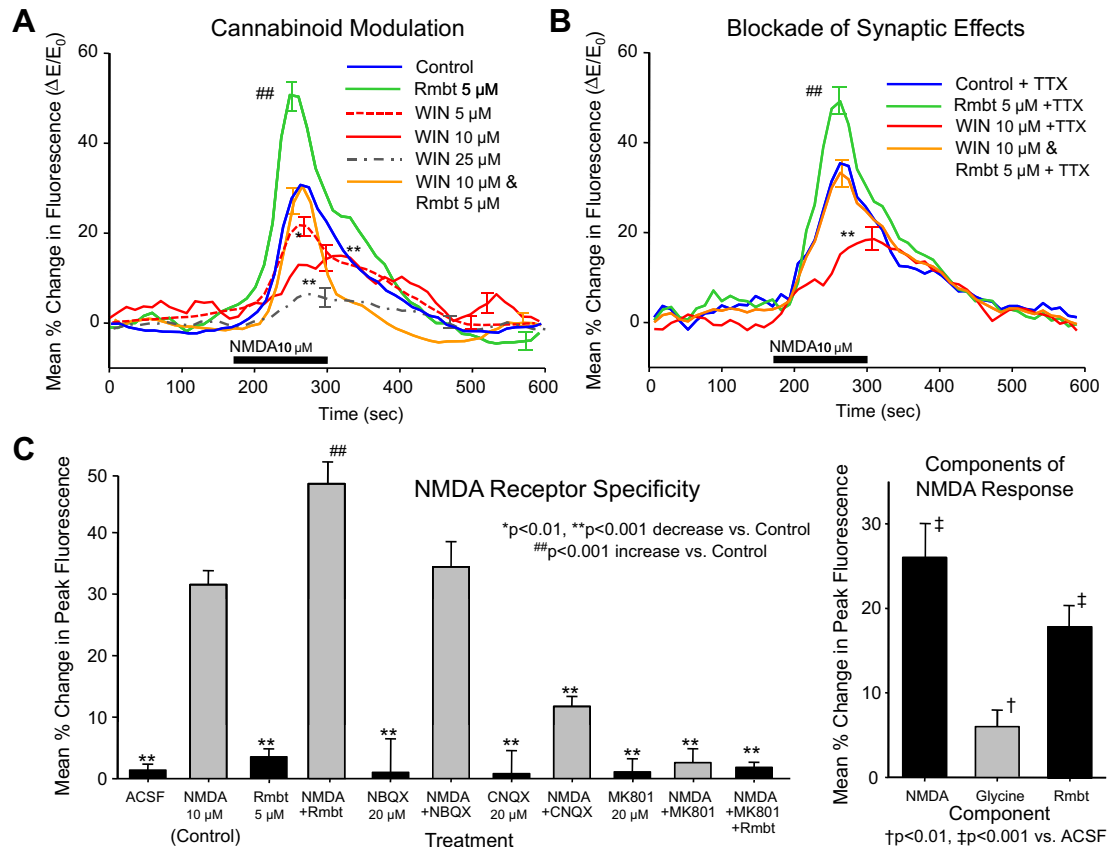 A
Cannabinoid Modulation
Mean % Change in Fluorescence (ΔE/E0)
60
40
20
0
##
Control
Rmbt 5 μM
WIN 5 μM
WIN 10 μM
WIN 25 μM
WIN 10 μM &
Rmbt 5 μM
*
**
**
NMDA10 μM
0 100 200 300 400 500 600
Time (sec)
B
Blockade of Synaptic Effects
Mean % Change in Fluorescence (ΔE/E0)
60
40
20
0
##
Control + TTX
Rmbt 5 μM +TTX
WIN 10 μM +TTX
WIN 10 μM &
Rmbt 5 μM + TTX
**
NMDA10 μM
0 100 200 300 400 500 600
Time (sec)
C
NMDA Receptor Specificity
*p<0.01, **p<0.001 decrease vs. Control
##p<0.001 increase vs. Control
Mean % Change in Peak Fluorescence
50
40
30
20
10
0
** ## ** ** ** ** ** ** **
ACSF NMDA Rmbt NMDA NBQX NMDA CNQX NMDA MK801 NMDA NMDA
10 μM 5 μM +Rmbt 20 μM +NBQX 20 μM +CNQX 20 μM +MK801 +MK801
(Control) +Rmbt
Treatment
Components of
NMDA Response
Mean % Change in Peak Fluorescence
30
20
10
0
‡ † ‡
NMDA Glycine Rmbt
Component
†p<0.01, ‡p<0.001 vs. ACSF